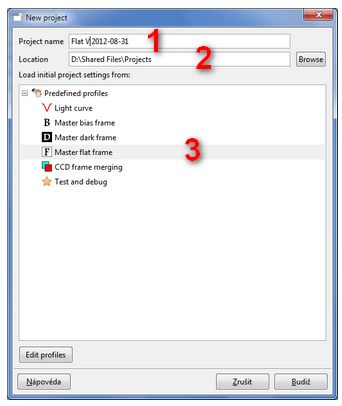 New project
Project name Flat V 2012-08-31 1
Location D:\Shared Files\Projects Browse 2
Load initial project settings from:
Predefined profiles
Light curve
B Master bias frame
D Master dark frame
F Master flat frame 3
CCD frame merging
Test and debug
Edit profiles
Nápověda Zrušit Budiž